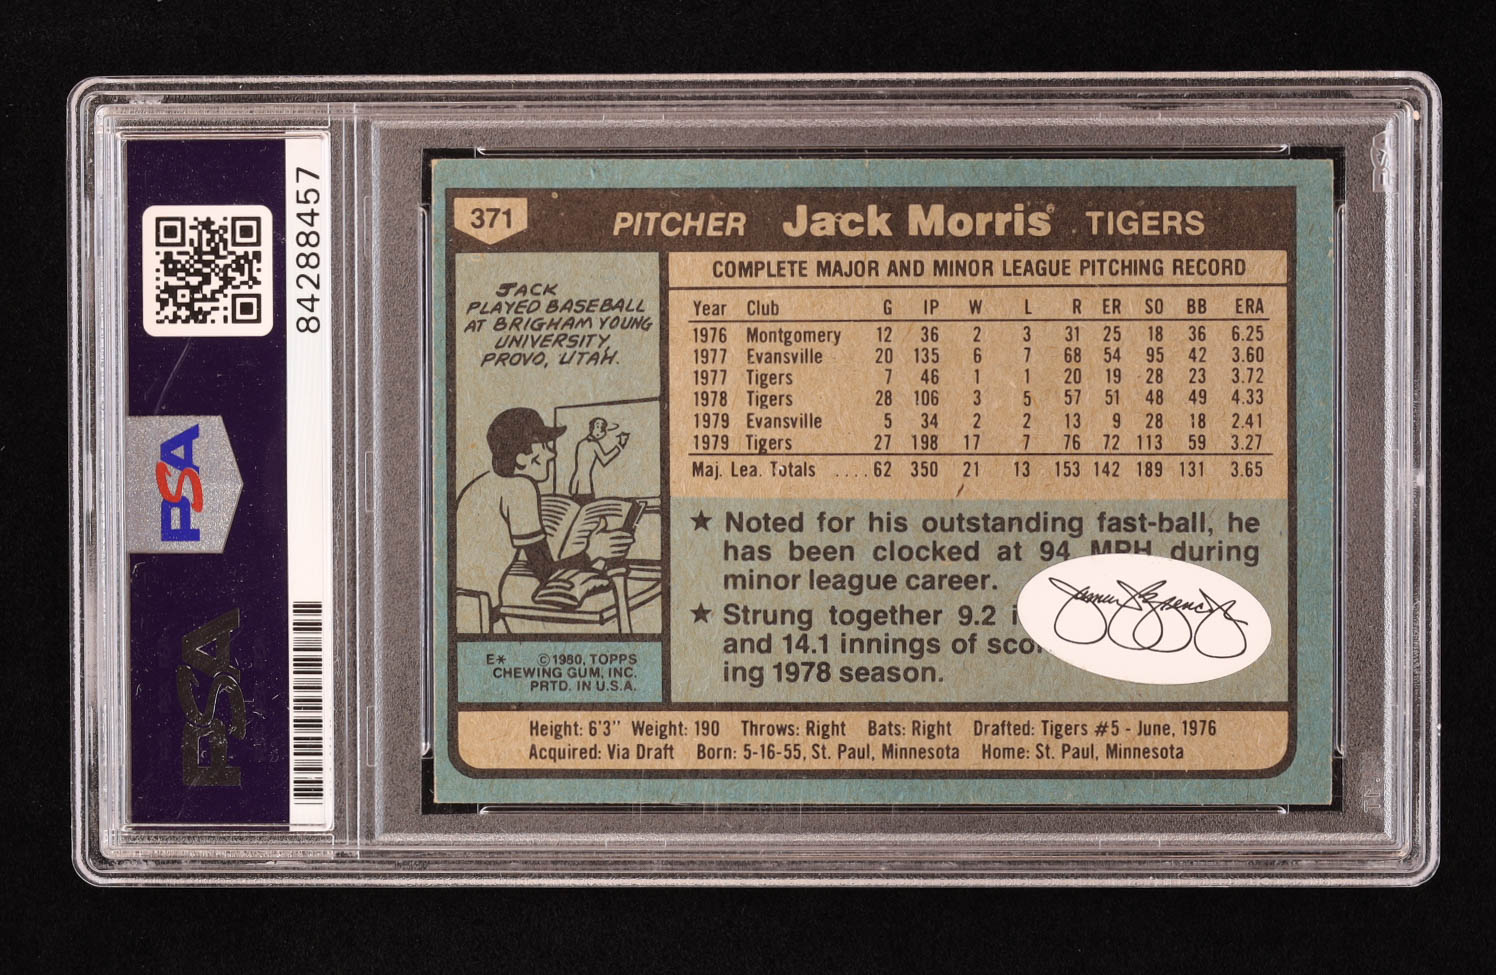 84288457
PSA
PSA
371 PITCHER Jack Morris TIGERS
JACK
PLAYED BASEBALL
AT BRIGHAM YOUNG
UNIVERSITY,
PROVO, UTAH.
E* ©1980, TOPPS
CHEWING GUM, INC.
PRTD. IN U.S.A.
COMPLETE MAJOR AND MINOR LEAGUE PITCHING RECORD
Year Club G IP W L R ER SO BB ERA
1976 Montgomery 12 36 2 3 31 25 18 36 6.25
1977 Evansville 20 135 6 7 68 54 95 42 3.60
1977 Tigers 7 46 1 1 20 19 28 23 3.72
1978 Tigers 28 106 3 5 57 51 48 49 4.33
1979 Evansville 5 34 2 2 13 9 28 18 2.41
1979 Tigers 27 198 17 7 76 72 113 59 3.27
Maj. Lea. Totals ....62 350 21 13 153 142 189 131 3.65
★ Noted for his outstanding fast-ball, he
has been clocked at 94 MPH during
minor league career.
★ Strung together 9.2
and 14.1 innings of
ing 1978 season.
Height: 6'3" Weight: 190 Throws: Right Bats: Right Drafted: Tigers #5 - June, 1976
Acquired: Via Draft Born: 5-16-55, St. Paul, Minnesota Home: St. Paul, Minnesota